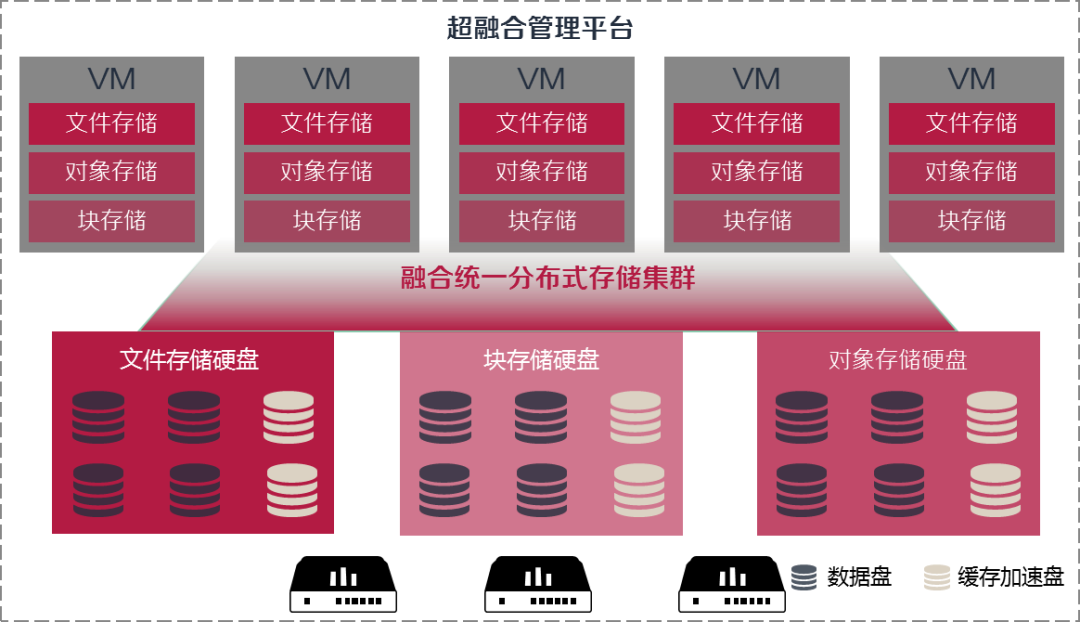 超融合管理平台
VM VM VM VM VM
文件存储 文件存储 文件存储 文件存储 文件存储
对象存储 对象存储 对象存储 对象存储 对象存储
块存储 块存储 块存储 块存储 块存储
融合统一分布式存储集群
文件存储硬盘 块存储硬盘 对象存储硬盘
数据盘 缓存加速盘